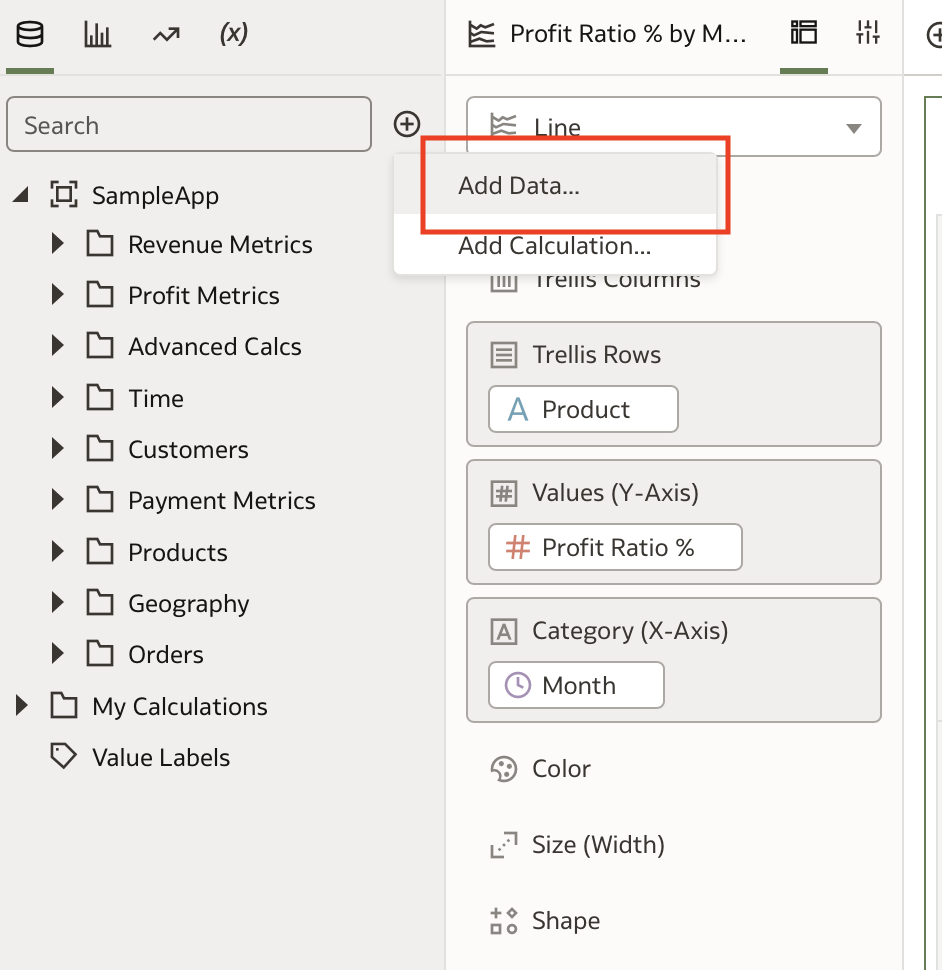 (x)
Profit Ratio % by M...
Search
Line
Add Data...
Add Calculation...
SampleApp
Revenue Metrics
Profit Metrics
Advanced Calcs
Time
Customers
Payment Metrics
Products
Geography
Orders
My Calculations
Value Labels
Trellis Columns
Trellis Rows
A Product
Values (Y-Axis)
# Profit Ratio %
A Category (X-Axis)
Month
Color
Size (Width)
Shape